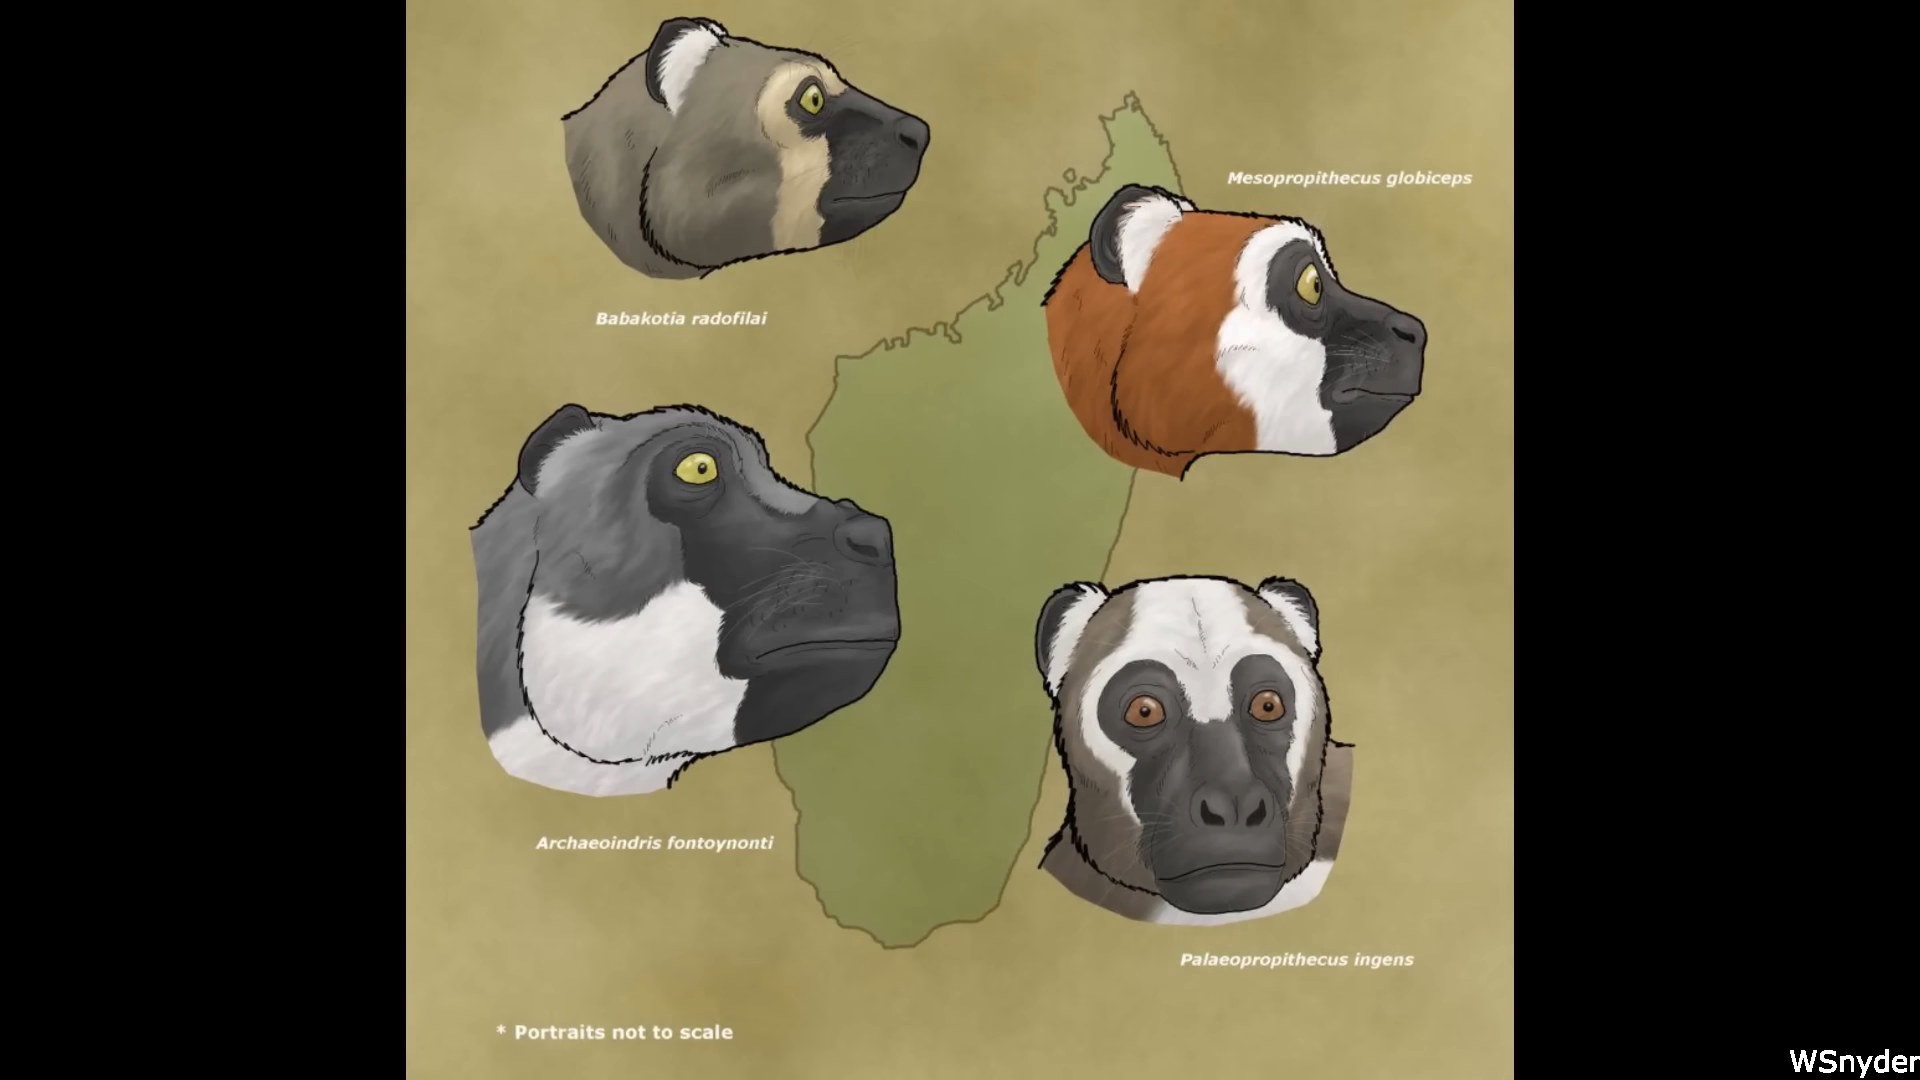 Mesopropithecus globiceps
Babakotia radofilai
Archaeoindris fontoynonti
Palaeopropithecus ingens
* Portraits not to scale
WSnyder